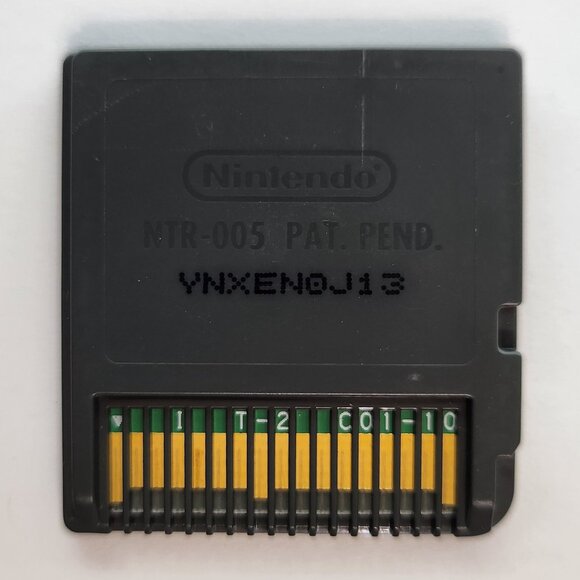 Nintendo®
NTR-005 PAT. PEND.
YNXEN0J13
▼ I T-2 C01-10